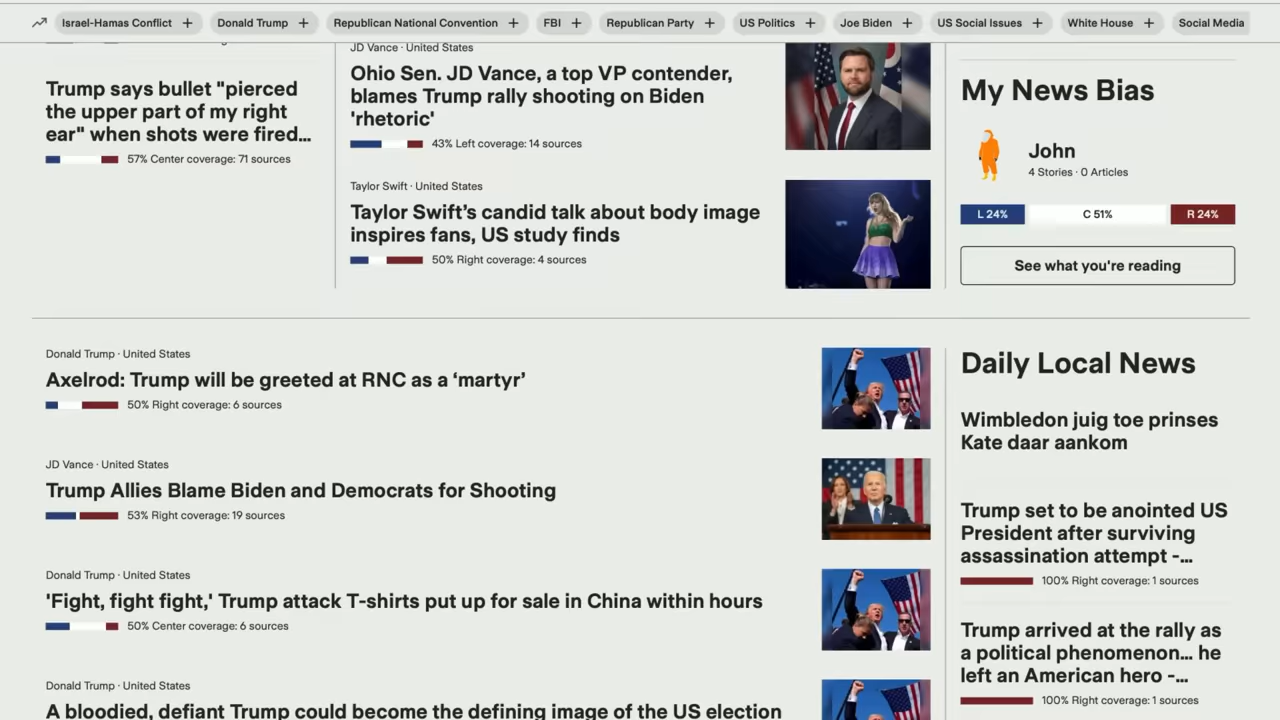 Israel-Hamas Conflict +
Donald Trump +
Republican National Convention +
FBI +
Republican Party +
US Politics +
Joe Biden +
US Social Issues +
White House +
Social Media
Trump says bullet "pierced
the upper part of my right
ear" when shots were fired...
57% Center coverage: 71 sources
JD Vance · United States
Ohio Sen. JD Vance, a top VP contender,
blames Trump rally shooting on Biden
'rhetoric'
43% Left coverage: 14 sources
Taylor Swift · United States
Taylor Swift’s candid talk about body image
inspires fans, US study finds
50% Right coverage: 4 sources
My News Bias
John
4 Stories · 0 Articles
L 24%
C 51%
R 24%
See what you're reading
Donald Trump · United States
Axelrod: Trump will be greeted at RNC as a ‘martyr’
50% Right coverage: 6 sources
JD Vance · United States
Trump Allies Blame Biden and Democrats for Shooting
53% Right coverage: 19 sources
Donald Trump · United States
'Fight, fight fight,' Trump attack T-shirts put up for sale in China within hours
50% Center coverage: 6 sources
Donald Trump · United States
A bloodied, defiant Trump could become the defining image of the US election
Daily Local News
Wimbledon juig toe prinses
Kate daar aankom
Trump set to be anointed US
President after surviving
assassination attempt -...
100% Right coverage: 1 sources
Trump arrived at the rally as
a political phenomenon... he
left an American hero -...
100% Right coverage: 1 sources